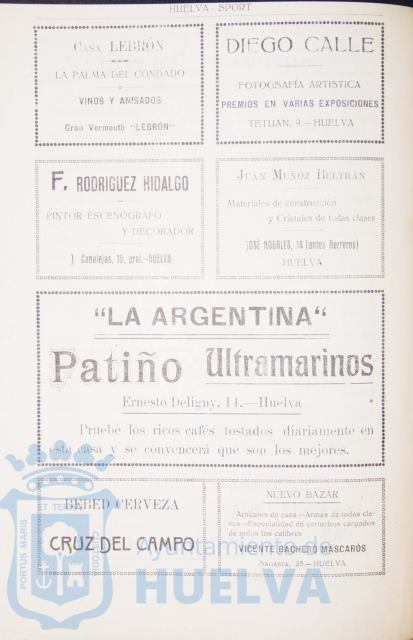 HUELVA - SPORT
CASA LEBRÓN
LA PALMA DEL CONDADO
VINOS Y ANISADOS
Gran Vermouth "LEBRÓN"
DIEGO CALLE
FOTOGSAFÍA ARTÍSTICA
PREMIOS EN VARIAS EXPOSICIONES
TETUAN, 9.—HUELVA
F. RODRIGUEZ HIDALGO
PINTOR ESCENÓGRAFO
Y DECORADOR
J. Canalejas, 15, pral.-HUELVA
JUAN MUÑOZ BELTRÁN
Materiales de construcción
y Cristales de todas clases
JOSÉ NOGALES, 14 (antes Herreros)
HUELVA
"LA ARGENTINA"
Patiño Ultramarinos
Ernesto Deligny, 14.—Huelva
Pruebe los ricos cafés tostados diariamente en
esta casa y se convencerá que son los mejores.
BEBED CERVEZA
CRUZ DEL CAMPO
NUEVO BAZAR
Artículos de caza.—Armas de todas cla-
ses.—Especialidad en cartuchos cargados
de todos los calibres
VICENTE BACHERO MASCARÓS
SAGASTA, 25.—HUELVA
PORTUS MARIS
ET TERRAE
CUSTODIA
Ayuntamiento de
HUELVA